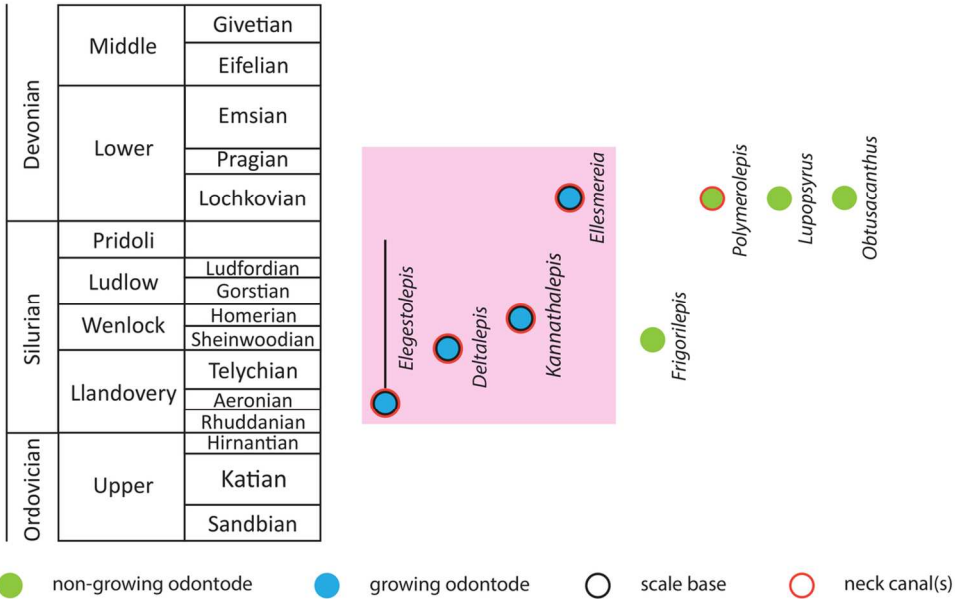 Devonian
Middle
Givetian
Eifelian
Lower
Emsian
Pragian
Lochkovian
Silurian
Pridoli
Ludlow
Ludfordian
Gorstian
Wenlock
Homerian
Sheinwoodian
Llandovery
Telychian
Aeronian
Rhuddanian
Ordovician
Upper
Hirnantian
Katian
Sandbian
Elegestolepis
Deltalepis
Kannathalepis
Ellesmereia
Frigorilepis
Polymerolepis
Lupopsyrus
Obtusacanthus
non-growing odontode
growing odontode
scale base
neck canal(s)